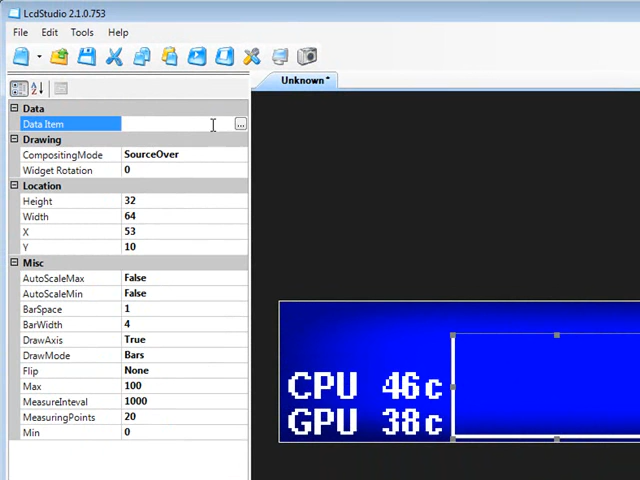 LcdStudio 2.1.0.753
File Edit Tools Help
Unknown*
Data
Data Item ...
Drawing
CompositingMode SourceOver
Widget Rotation 0
Location
Height 32
Width 64
X 53
Y 10
Misc
AutoScaleMax False
AutoScaleMin False
BarSpace 1
BarWidth 4
DrawAxis True
DrawMode Bars
Flip None
Max 100
MeasureInteval 1000
MeasuringPoints 20
Min 0
CPU 46c
GPU 38c